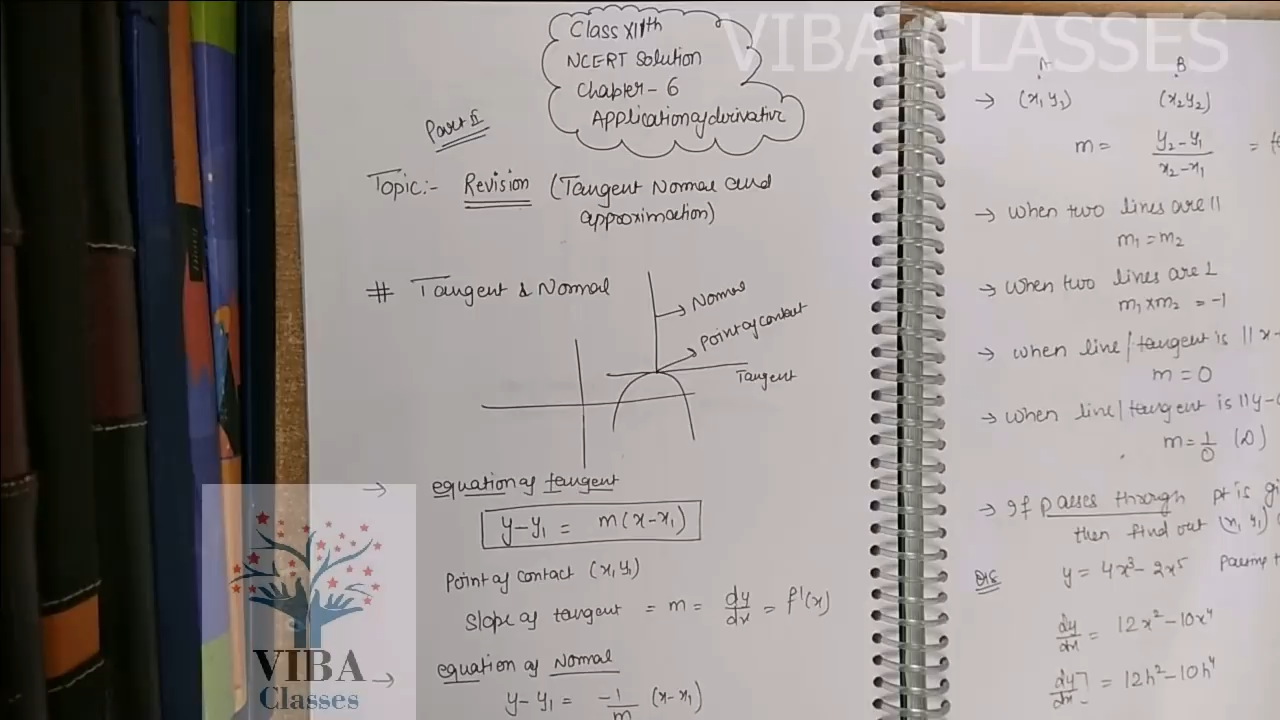 VIBA CLASSES
Class XIIth
NCERT Solution
Chapter - 6
Application of derivative
Part II
Topic:- Revision (Tangent Normal and
approximation)
# Tangent & Normal
Normal
Point of contact
Tangent
→ equation of tangent
y-y₁ = m(x-x₁)
Point of contact (x₁ y₁)
Slope of tangent = m = dy/dx = f'(x)
→ equation of Normal
y-y₁ = -1/m (x-x₁)
A B
→ (x₁ y₁) (x₂ y₂)
m = y₂-y₁/x₂-x₁ =
→ when two lines are ||
m₁ = m₂
→ when two lines are ⊥
m₁ x m₂ = -1
→ when line/tangent is || x-
m = 0
→ when line/tangent is || y-
m = 1/0
→ If passes through pt is
then find out (x₁ y₁)
y = 4x³ - 2x⁵
dy/dx = 12x² - 10x⁴
dy/dx] = 12h² - 10h⁴
VIBA
Classes